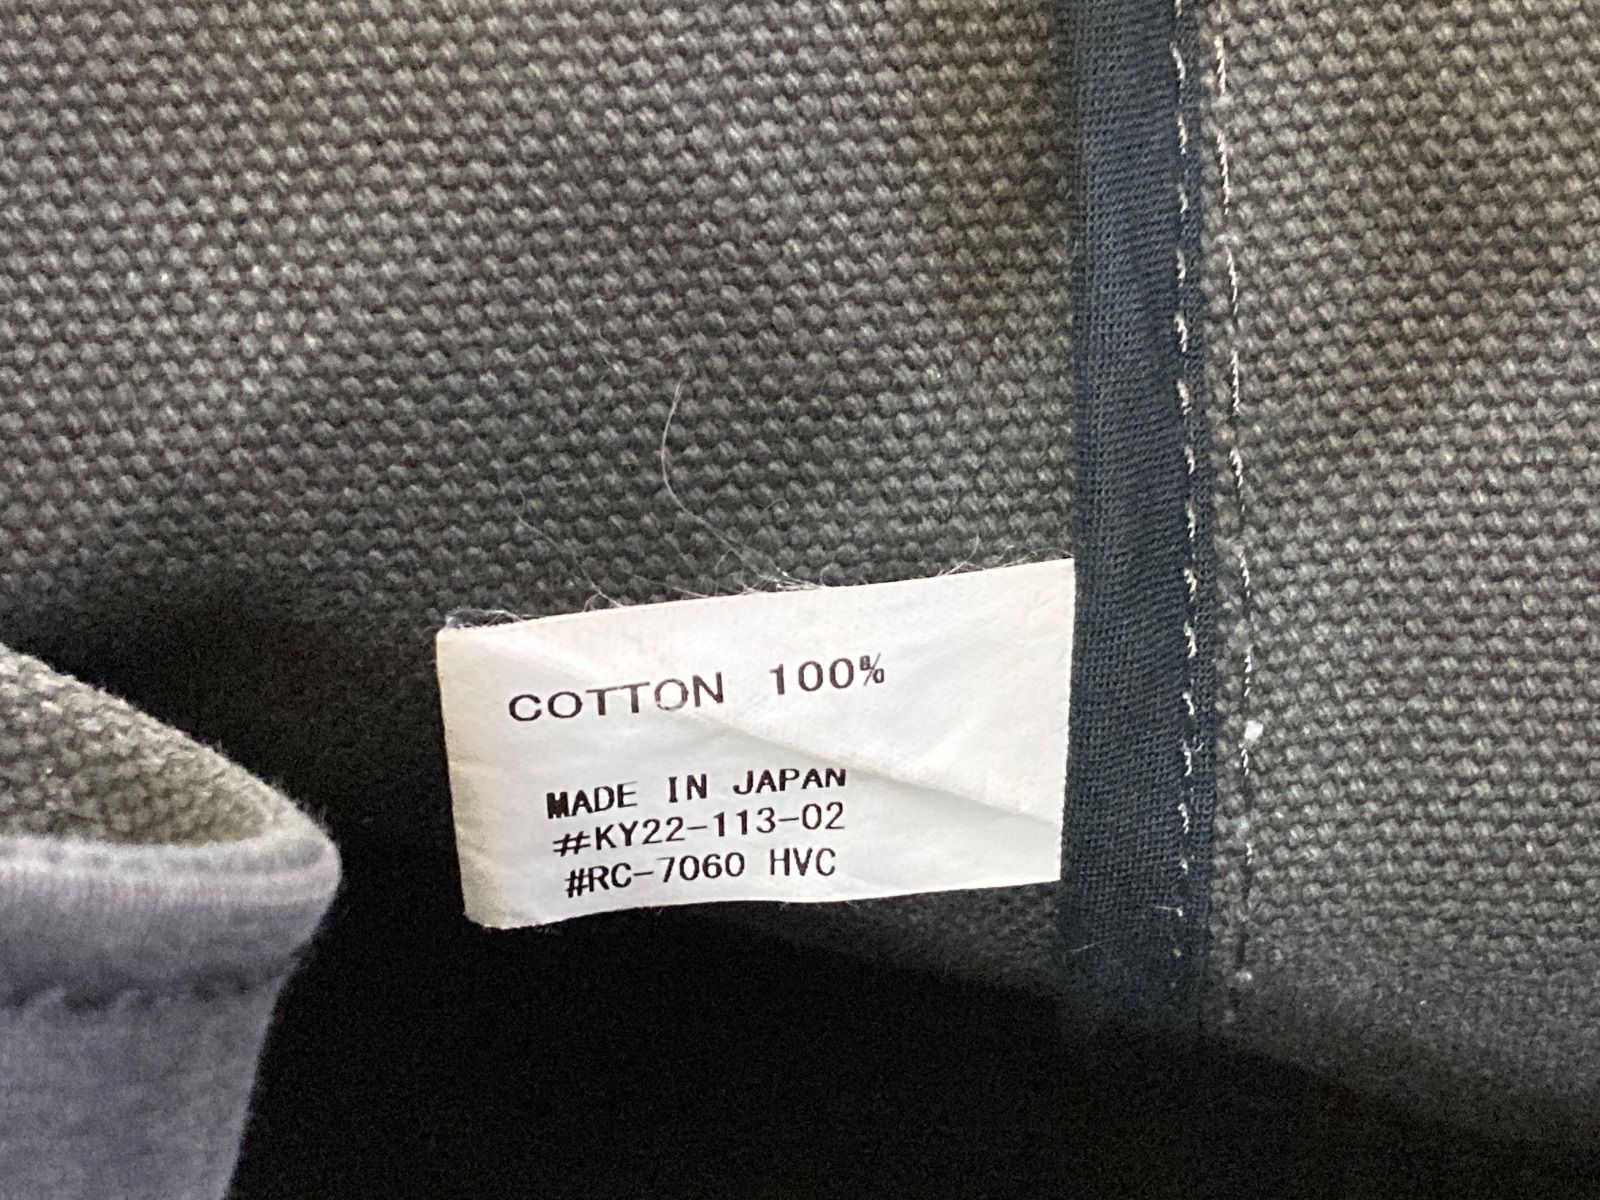 COTTON 100%
MADE IN JAPAN
#KY22-113-02
#RC-7060 HVC